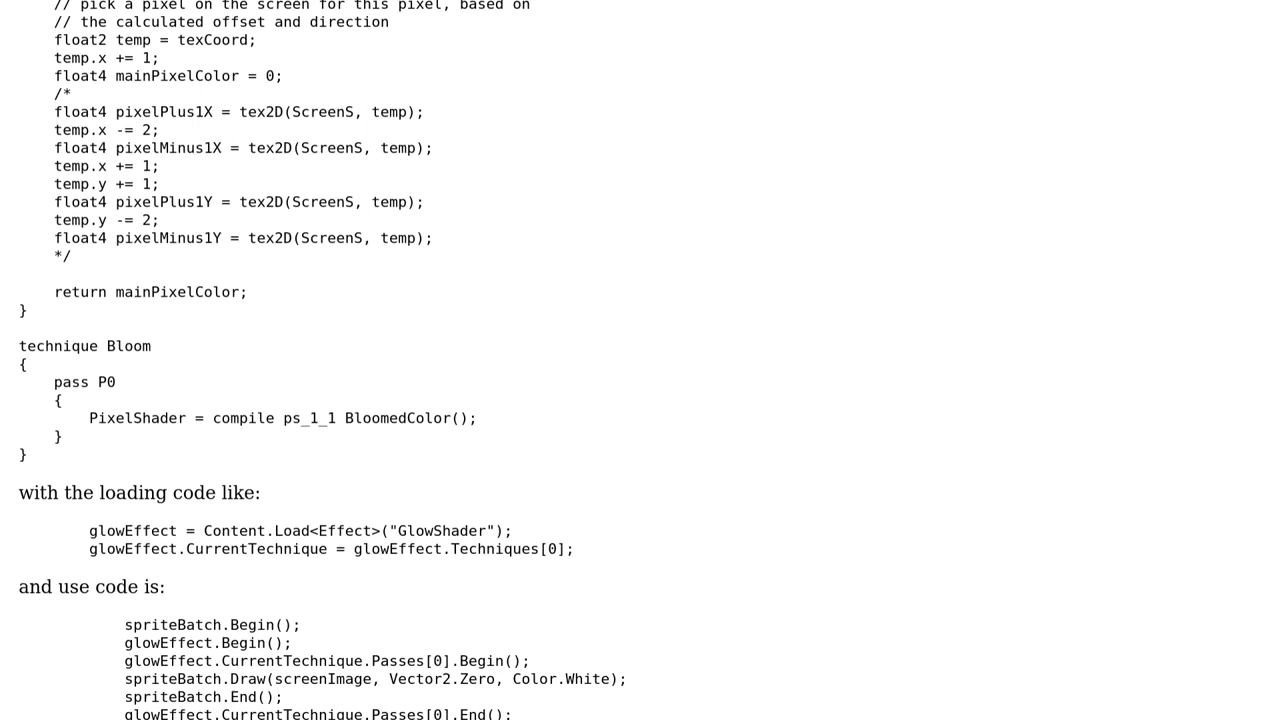 // pick a pixel on the screen for this pixel, based on
// the calculated offset and direction
float2 temp = texCoord;
temp.x += 1;
float4 mainPixelColor = 0;
/*
float4 pixelPlus1X = tex2D(ScreenS, temp);
temp.x -= 2;
float4 pixelMinus1X = tex2D(ScreenS, temp);
temp.x += 1;
temp.y += 1;
float4 pixelPlus1Y = tex2D(ScreenS, temp);
temp.y -= 2;
float4 pixelMinus1Y = tex2D(ScreenS, temp);
*/
return mainPixelColor;
}
technique Bloom
{
pass P0
{
PixelShader = compile ps_1_1 BloomedColor();
}
}
with the loading code like:
glowEffect = Content.Load<Effect>("GlowShader");
glowEffect.CurrentTechnique = glowEffect.Techniques[0];
and use code is:
spriteBatch.Begin();
glowEffect.Begin();
glowEffect.CurrentTechnique.Passes[0].Begin();
spriteBatch.Draw(screenImage, Vector2.Zero, Color.White);
spriteBatch.End();
glowEffect.CurrentTechnique.Passes[0].End();